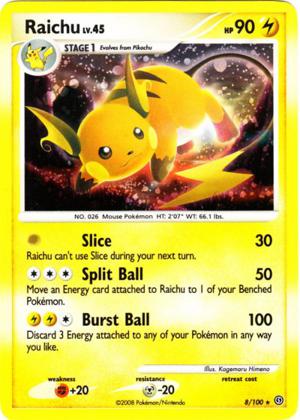 Raichu LV.45 HP 90
STAGE 1 Evolves from Pikachu
NO. 026 Mouse Pokémon HT: 2'07" WT: 66.1 lbs.
Slice 30
Raichu can't use Slice during your next turn.
Split Ball 50
Move an Energy card attached to Raichu to 1 of your Benched
Pokémon.
Burst Ball 100
Discard 3 Energy attached to any of your Pokémon in any way
you like.
Illus. Kagemaru Himeno
weakness resistance retreat cost
+20 -20
©2008 Pokémon/Nintendo 8/100 ★